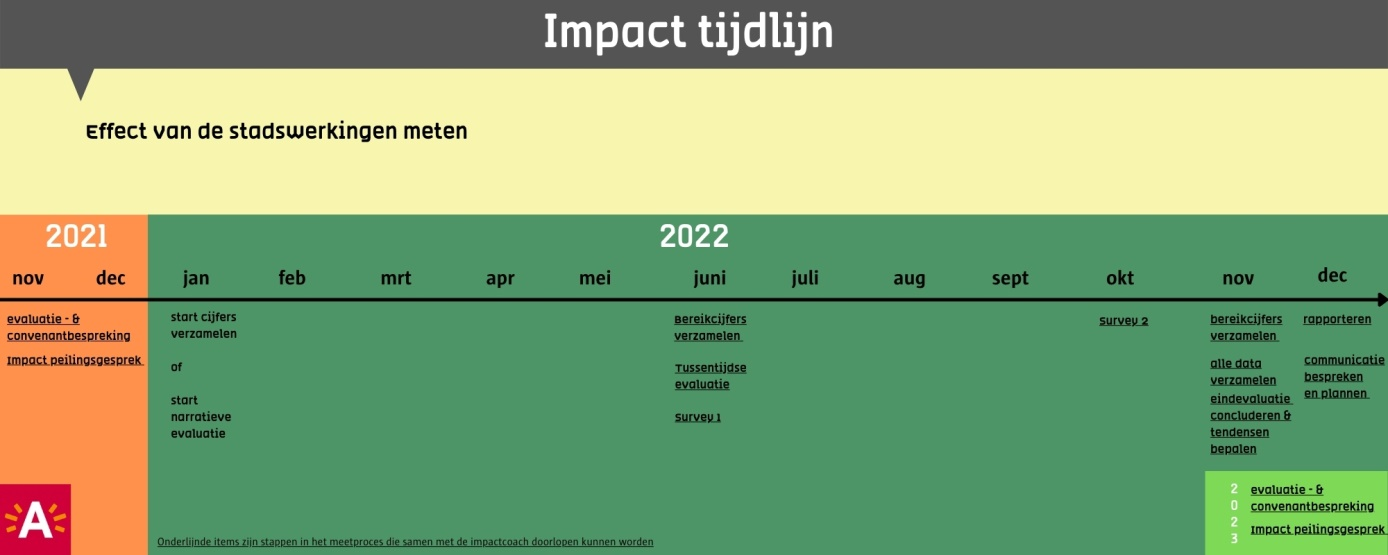 Impact tijdlijn
Effect van de stadswerkingen meten
2021
2022
nov
dec
jan
feb
mrt
apr
mei
juni
juli
aug
sept
okt
nov
dec
evaluatie - &
convenantbespreking
Impact peilingsgesprek
start cijfers
verzamelen
of
start
narratieve
evaluatie
Bereikcijfers
verzamelen
Tussentijdse
evaluatie
Survey 1
Survey 2
bereikcijfers
verzamelen
alle data
verzamelen
eindevaluatie
concluderen &
tendensen
bepalen
rapporteren
communicatie
bespreken
en plannen
2
0
2
3
evaluatie - &
convenantbespreking
Impact peilingsgesprek
A
Onderlijnde items zijn stappen in het meetproces die samen met de impactcoach doorlopen kunnen worden